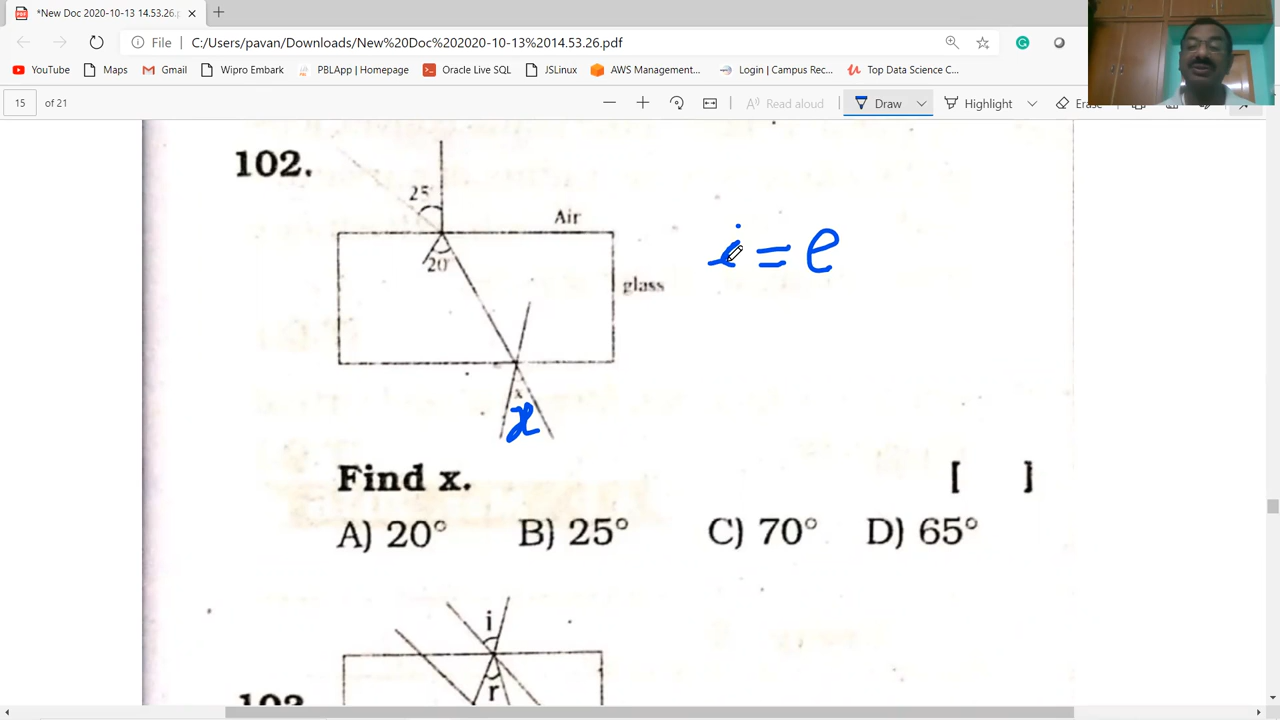 *New Doc 2020-10-13 14.53.26.p
File C:/Users/pavan/Downloads/New%20Doc%202020-10-13%2014.53.26.pdf
YouTube Maps Gmail Wipro Embark PBLApp | Homepage Oracle Live SQL JSLinux AWS Management... Login | Campus Rec... Top Data Science C...
15 of 21 Read aloud Draw Highlight Erase
102.
25°
Air
i = e
20°
glass
x
x
Find x. [ ]
A) 20° B) 25° C) 70° D) 65°
i
r
103